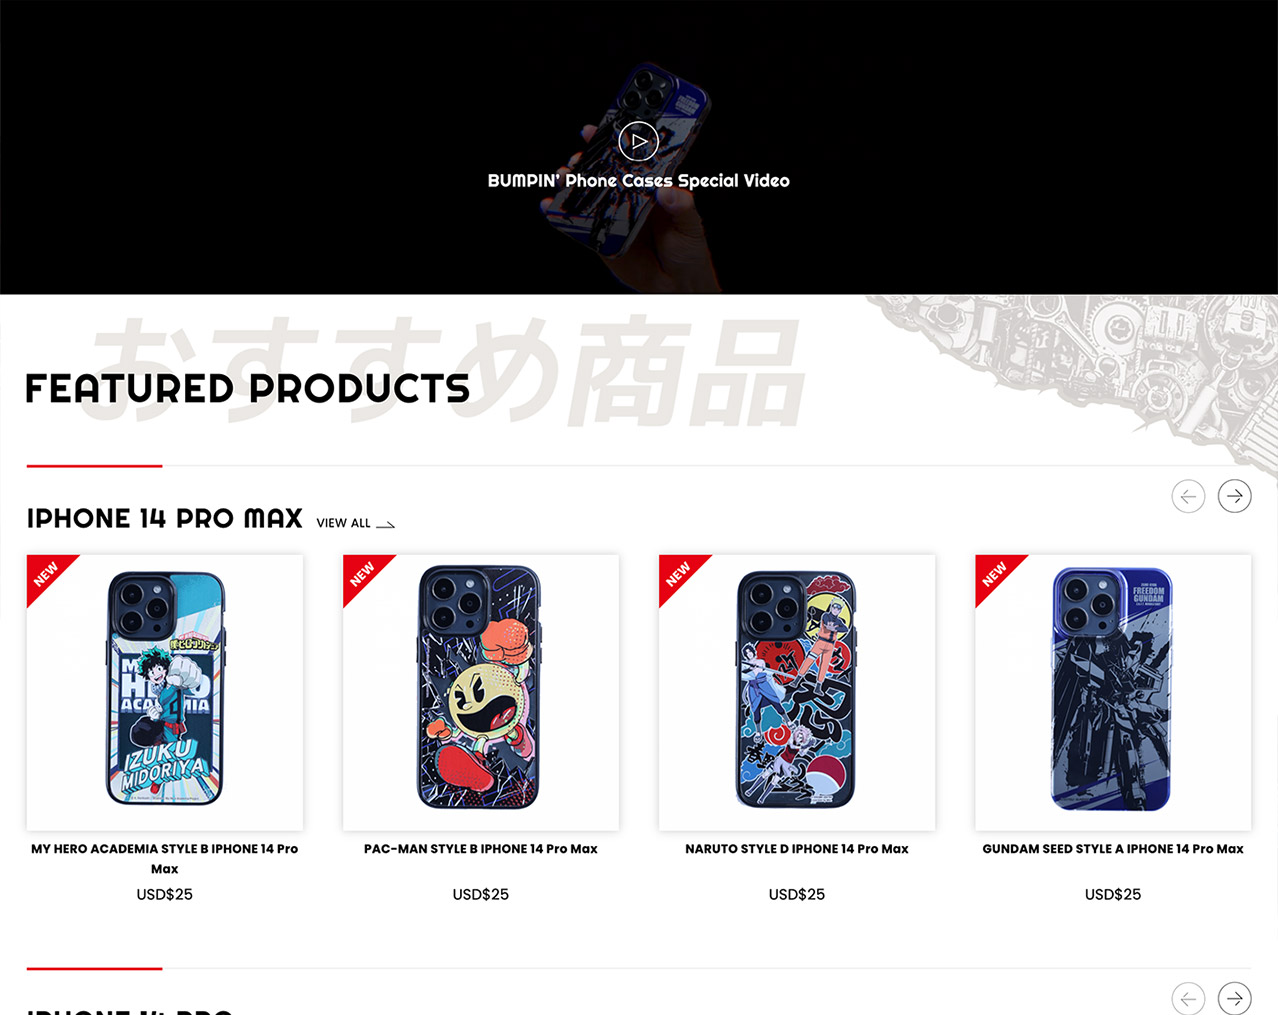 BUMPIN' Phone Cases Special Video
おすすめ商品
FEATURED PRODUCTS
IPHONE 14 PRO MAX VIEW ALL
NEW
NEW
NEW
NEW
MY HERO ACADEMIA
IZUKU
MIDORIYA
FREEDOM
GUNDAM
MY HERO ACADEMIA STYLE B IPHONE 14 Pro
Max
USD$25
PAC-MAN STYLE B IPHONE 14 Pro Max
USD$25
NARUTO STYLE D IPHONE 14 Pro Max
USD$25
GUNDAM SEED STYLE A IPHONE 14 Pro Max
USD$25
IPHONE 14 PRO